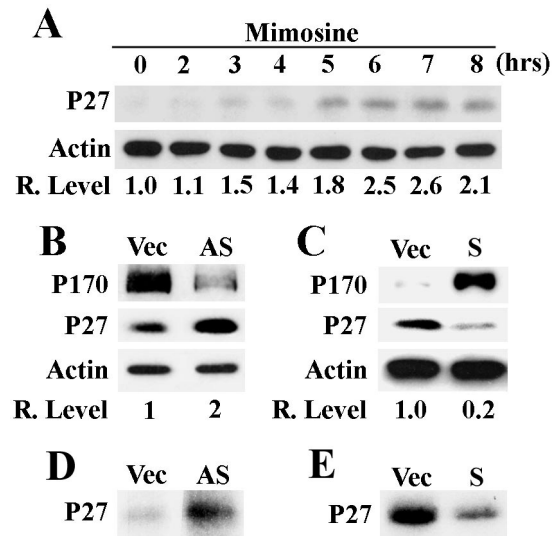 A
Mimosine
0 2 3 4 5 6 7 8 (hrs)
P27
Actin
R. Level 1.0 1.1 1.5 1.4 1.8 2.5 2.6 2.1
B
Vec AS
P170
P27
Actin
R. Level 1 2
C
Vec S
P170
P27
Actin
R. Level 1.0 0.2
D
Vec AS
P27
E
Vec S
P27